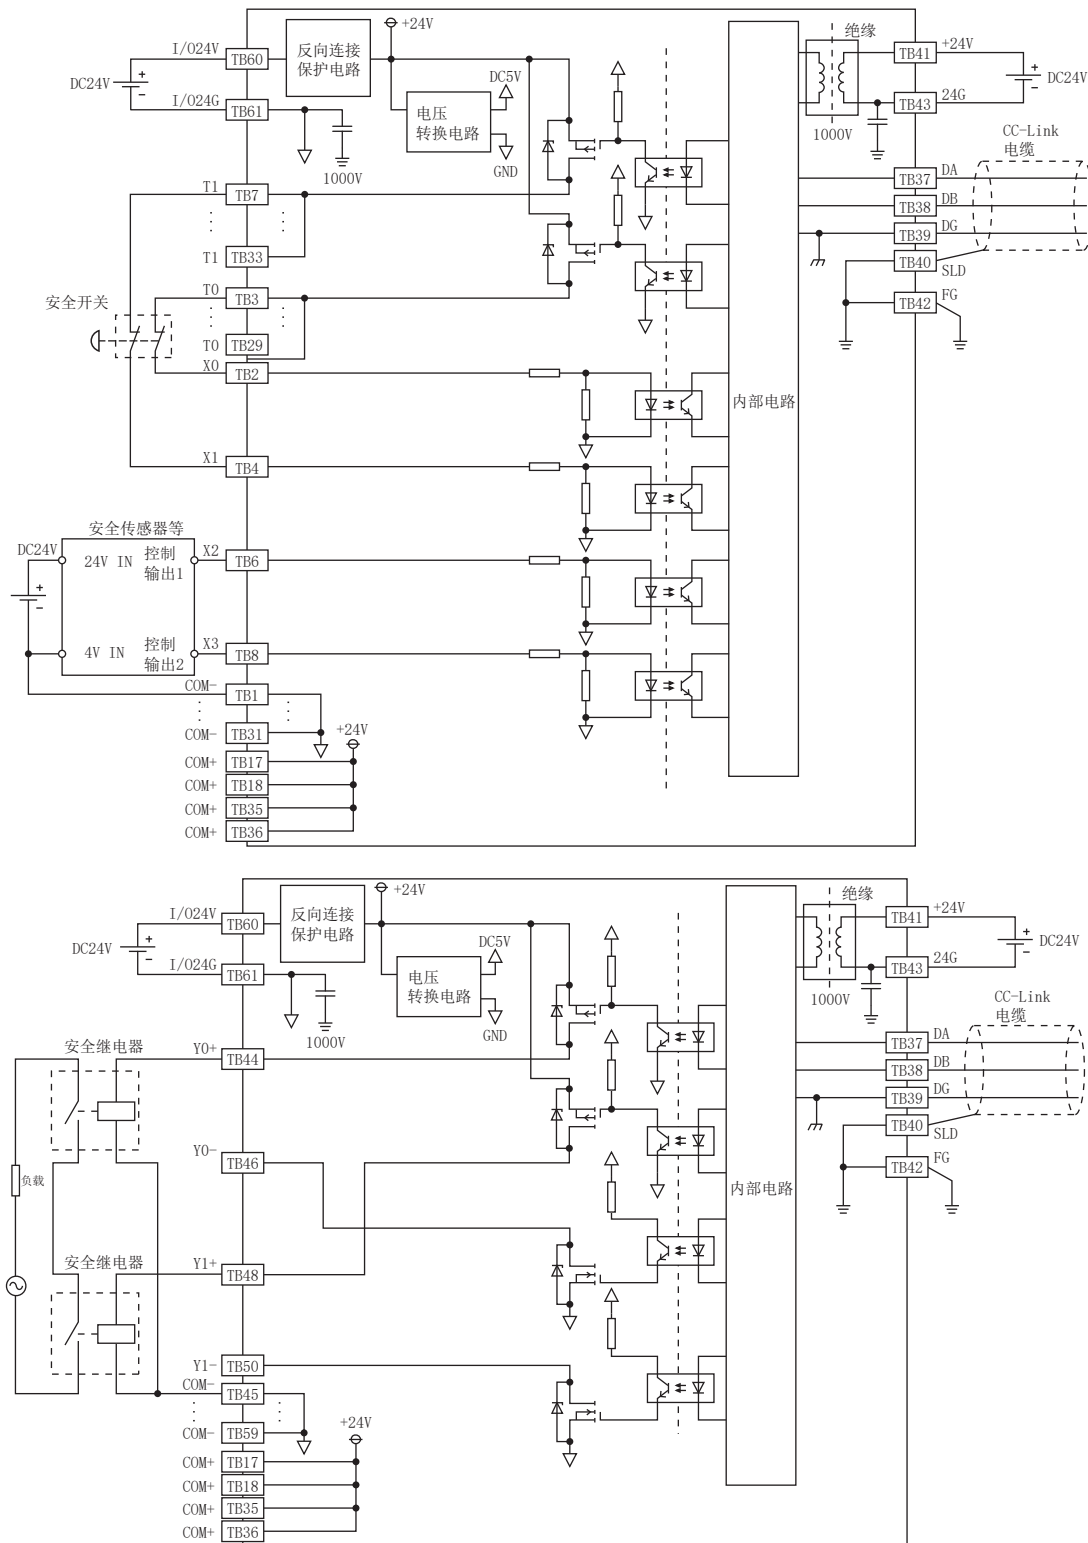 +24V
I/O24V
TB60
反向连接
保护电路
DC24V
+
−
DC5V
电压
转换电路
I/O24G
TB61
GND
1000V
T1
TB7
T1
TB33
安全开关
T0
TB3
T0
TB29
X0
TB2
X1
TB4
安全传感器等
DC24V
24V IN
控制
输出1
X2
TB6
+
−
4V IN
控制
输出2
X3
TB8
COM-
TB1
COM-
TB31
+24V
COM+
TB17
COM+
TB18
COM+
TB35
COM+
TB36
内部电路
绝缘
1000V
TB41
+24V
+
−
DC24V
TB43
24G
CC-Link
电缆
TB37
DA
TB38
DB
TB39
DG
TB40
SLD
TB42
FG
+24V
I/O24V
TB60
反向连接
保护电路
DC24V
+
−
DC5V
电压
转换电路
I/O24G
TB61
GND
1000V
安全继电器
Y0+
TB44
Y0-
TB46
负载
安全继电器
Y1+
TB48
Y1-
TB50
COM-
TB45
COM-
TB59
+24V
COM+
TB17
COM+
TB18
COM+
TB35
COM+
TB36
内部电路
绝缘
1000V
TB41
+24V
+
−
DC24V
TB43
24G
CC-Link
电缆
TB37
DA
TB38
DB
TB39
DG
TB40
SLD
TB42
FG